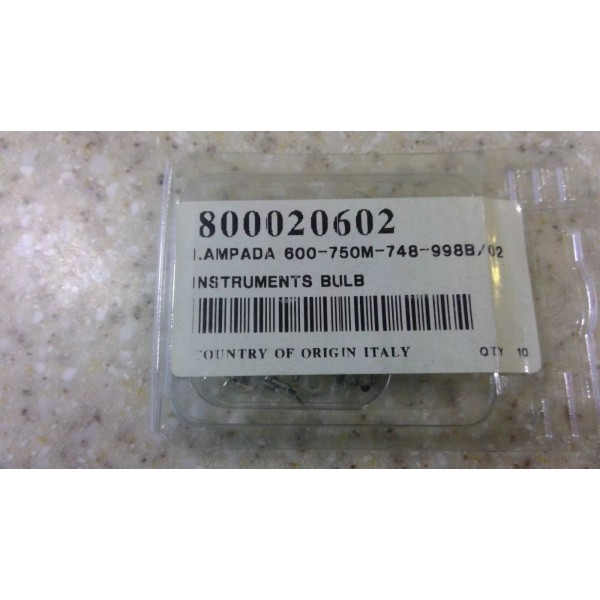 800020602
LAMPADA 600-750M-748-998B/02
INSTRUMENTS BULB
COUNTRY OF ORIGIN ITALY QTY 10